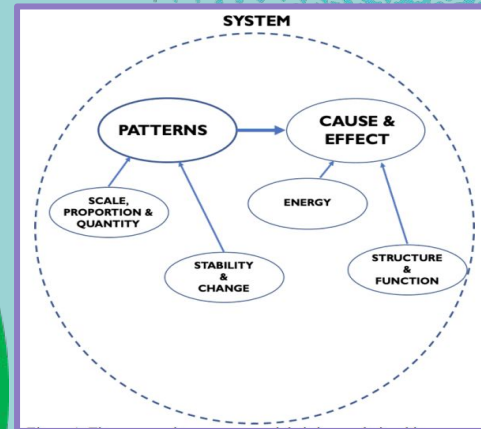 SYSTEM
PATTERNS
CAUSE &
EFFECT
SCALE,
PROPORTION &
QUANTITY
ENERGY
STABILITY
&
CHANGE
STRUCTURE
&
FUNCTION